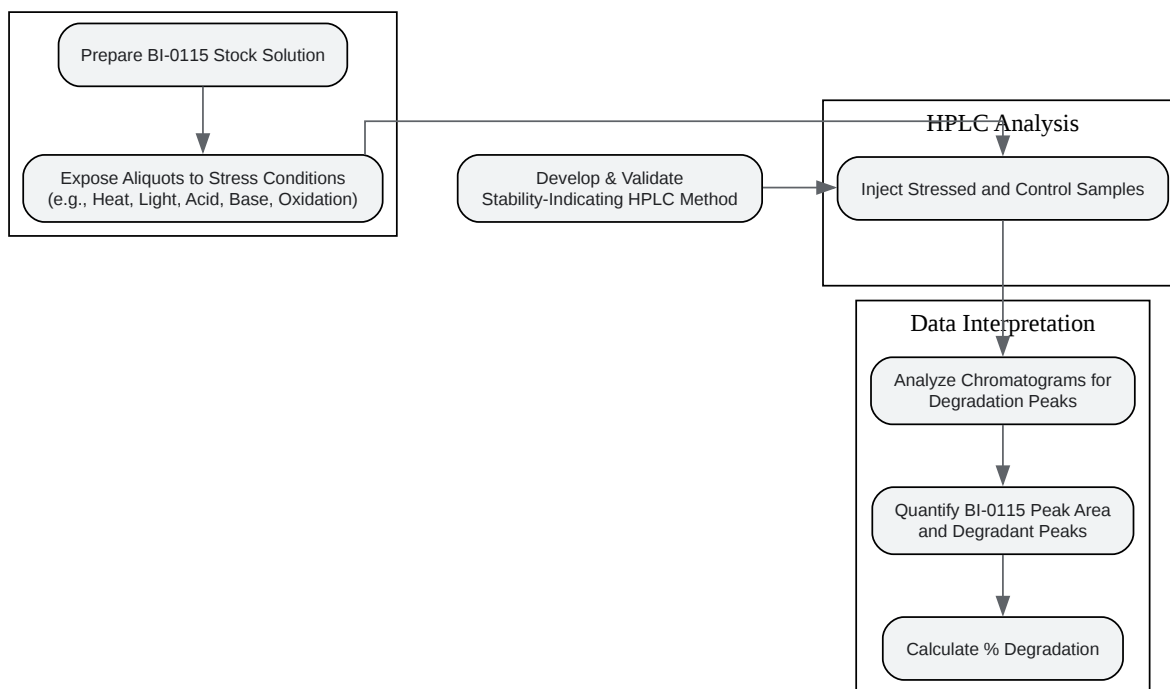 Prepare BI-0115 Stock Solution
Expose Aliquots to Stress Conditions
(e.g., Heat, Light, Acid, Base, Oxidation)
Develop & Validate
Stability-Indicating HPLC Method
HPLC Analysis
Inject Stressed and Control Samples
Data Interpretation
Analyze Chromatograms for
Degradation Peaks
Quantify BI-0115 Peak Area
and Degradant Peaks
Calculate % Degradation